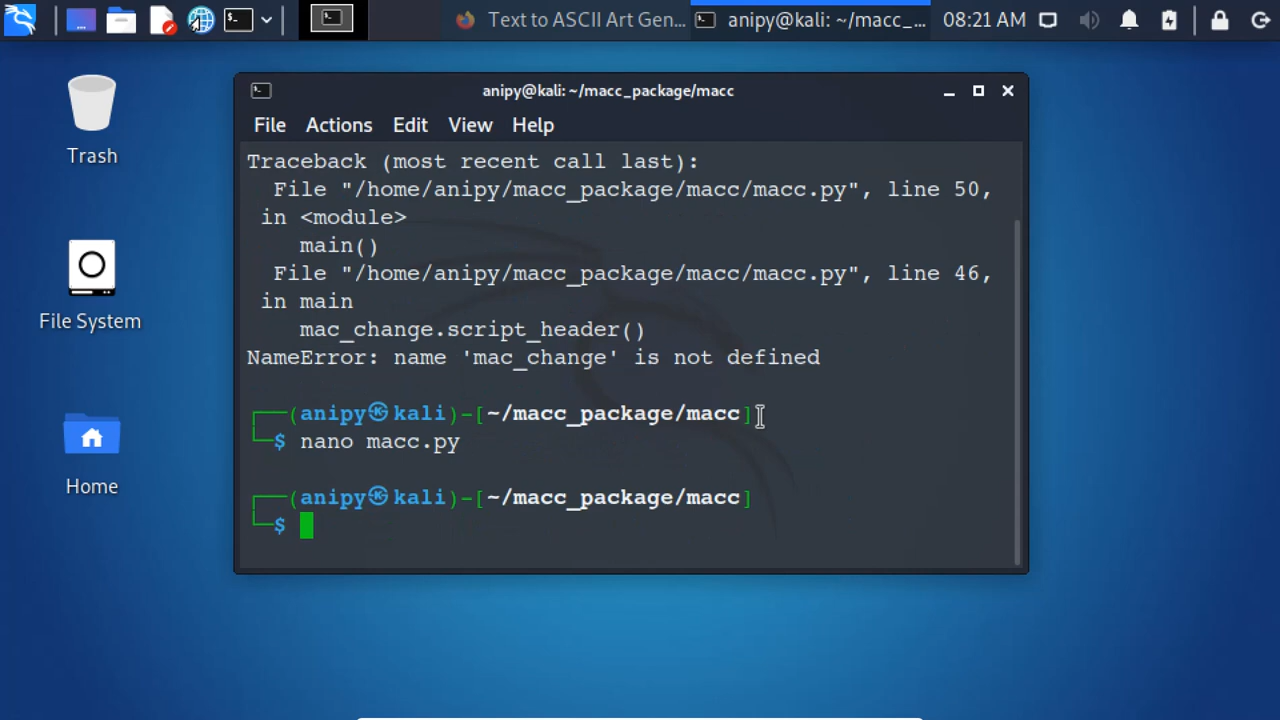 Text to ASCII Art Gen...
anipy@kali: ~/macc_...
08:21 AM
anipy@kali: ~/macc_package/macc
File Actions Edit View Help
Trash
File System
Home
Traceback (most recent call last):
File "/home/anipy/macc_package/macc/macc.py", line 50,
in <module>
main()
File "/home/anipy/macc_package/macc/macc.py", line 46,
in main
mac_change.script_header()
NameError: name 'mac_change' is not defined
┌──(anipy㉿kali)-[~/macc_package/macc]
└─$ nano macc.py
┌──(anipy㉿kali)-[~/macc_package/macc]
└─$